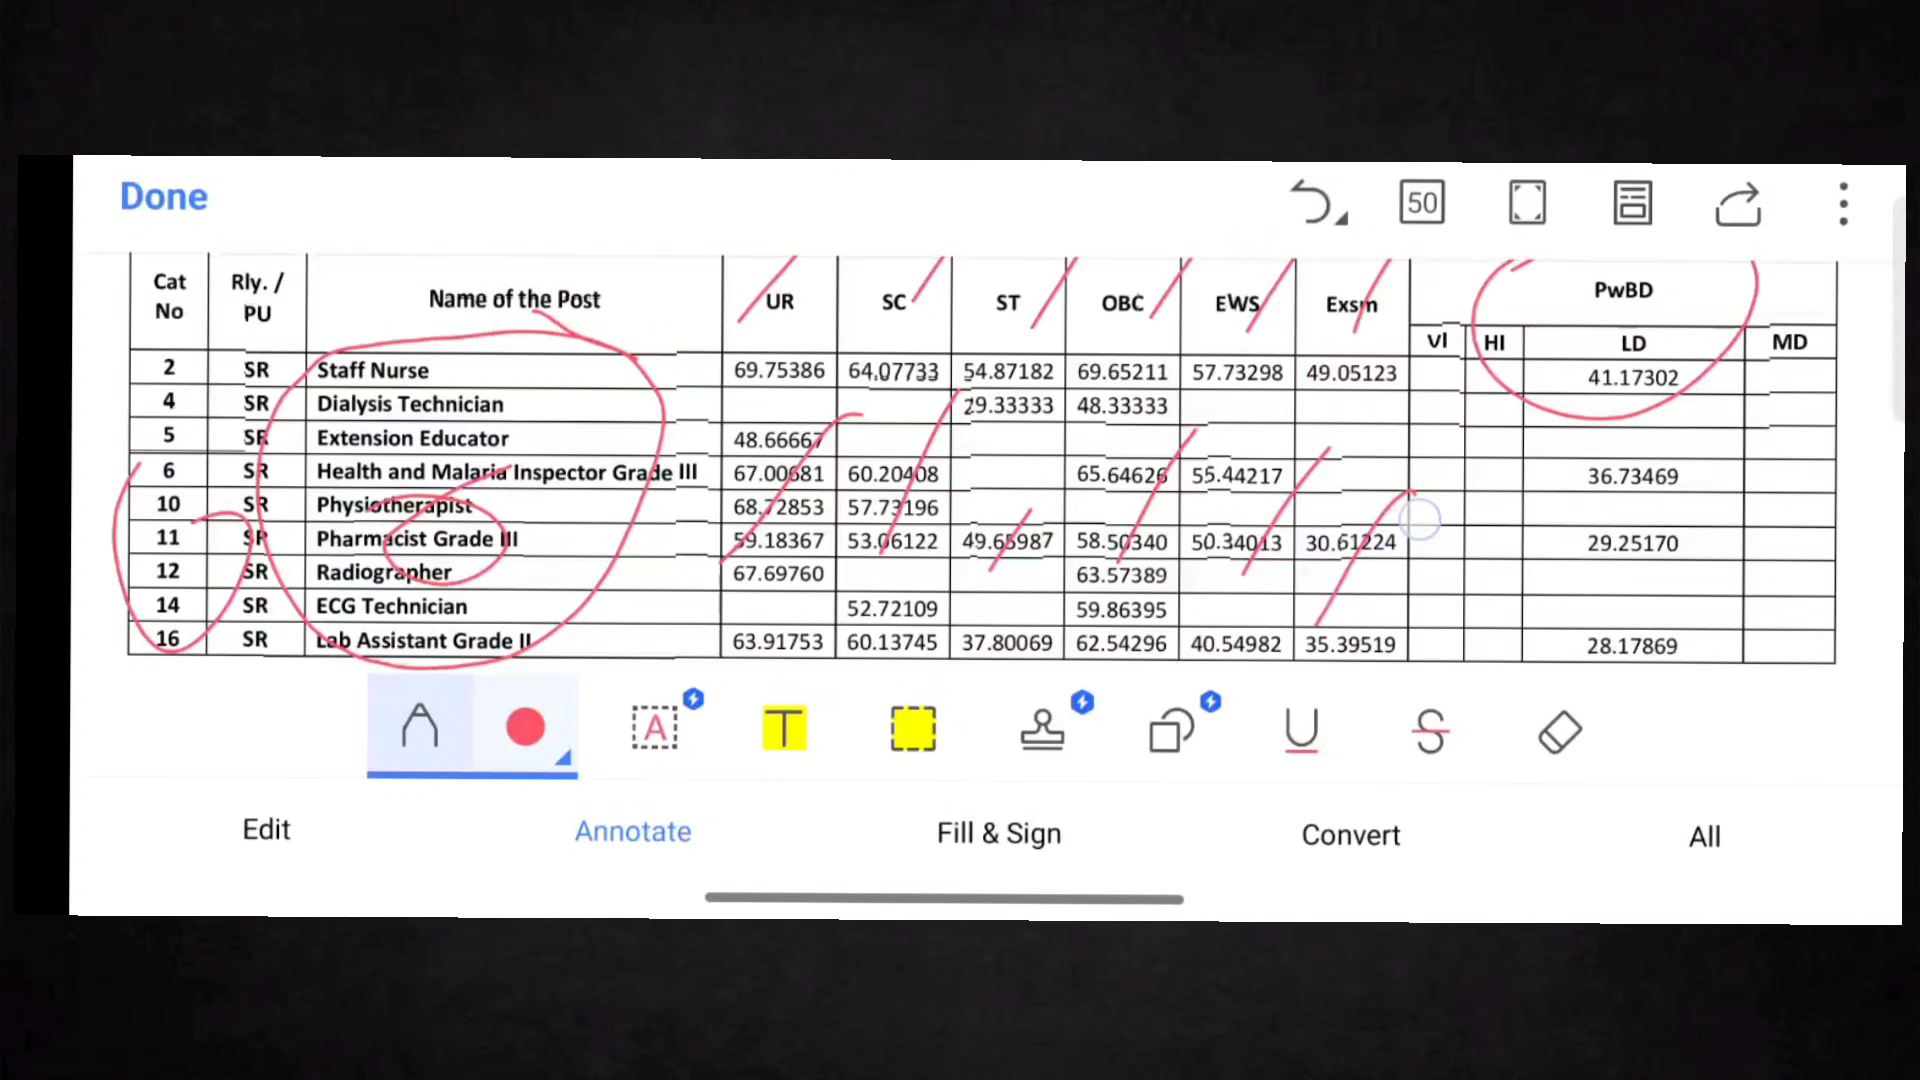 Done
50
Cat No Rly. / PU Name of the Post UR SC ST OBC EWS Exsm PwBD
VI HI LD MD
2 SR Staff Nurse 69.75386 64.07733 54.87182 69.65211 57.73298 49.05123 41.17302
4 SR Dialysis Technician 29.33333 48.33333
5 SR Extension Educator 48.66667
6 SR Health and Malaria Inspector Grade III 67.00681 60.20408 65.64626 55.44217 36.73469
10 SR Physiotherapist 68.72853 57.73196
11 SR Pharmacist Grade III 59.18367 53.06122 49.65987 58.50340 50.34013 30.61224 29.25170
12 SR Radiographer 67.69760 63.57389
14 SR ECG Technician 52.72109 59.86395
16 SR Lab Assistant Grade II 63.91753 60.13745 37.80069 62.54296 40.54982 35.39519 28.17869
A T U S
Edit Annotate Fill & Sign Convert All